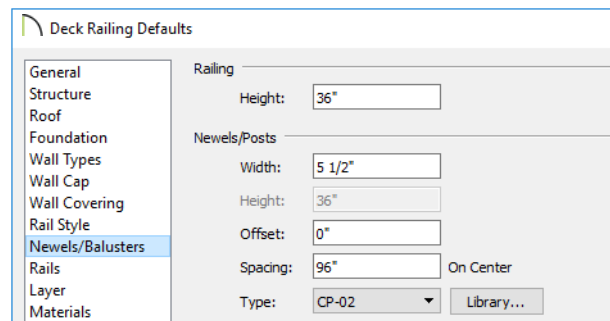 Deck Railing Defaults
General
Structure
Roof
Foundation
Wall Types
Wall Cap
Wall Covering
Rail Style
Newels/Balusters
Rails
Layer
Materials
Railing
Height: 36"
Newels/Posts
Width: 5 1/2"
Height: 36"
Offset: 0"
Spacing: 96" On Center
Type: CP-02 Library...